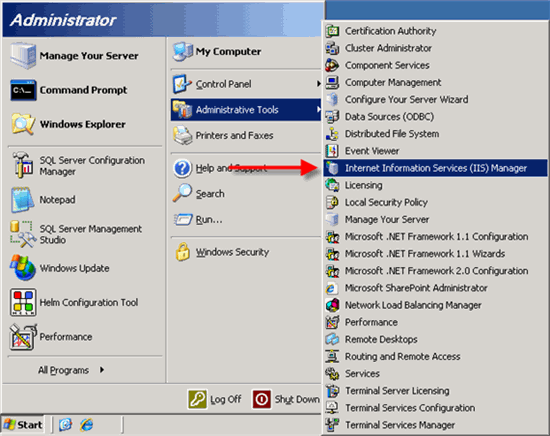 Administrator
Manage Your Server
Command Prompt
Windows Explorer
SQL Server Configuration
Manager
Notepad
SQL Server Management
Studio
Windows Update
Helm Configuration Tool
Performance
All Programs
My Computer
Control Panel
Administrative Tools
Printers and Faxes
Help and Support
Search
Run...
Windows Security
Log Off
Shut Down
Start
Certification Authority
Cluster Administrator
Component Services
Computer Management
Configure Your Server Wizard
Data Sources (ODBC)
Distributed File System
Event Viewer
Internet Information Services (IIS) Manager
Licensing
Local Security Policy
Manage Your Server
Microsoft .NET Framework 1.1 Configuration
Microsoft .NET Framework 1.1 Wizards
Microsoft .NET Framework 2.0 Configuration
Microsoft SharePoint Administrator
Network Load Balancing Manager
Performance
Remote Desktops
Routing and Remote Access
Services
Terminal Server Licensing
Terminal Services Configuration
Terminal Services Manager